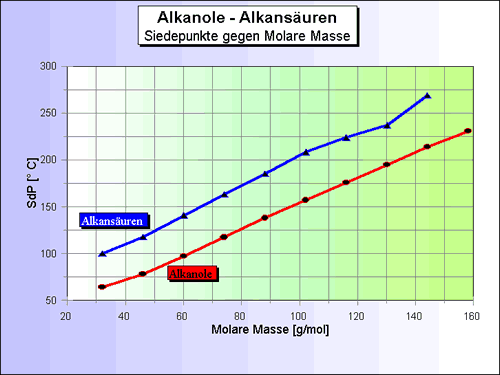 Alkanole - Alkansäuren
Siedepunkte gegen Molare Masse
300
250
200
150
100
50
SdP [° C]
Alkansäuren
Alkanole
20 40 60 80 100 120 140 160
Molare Masse [g/mol]